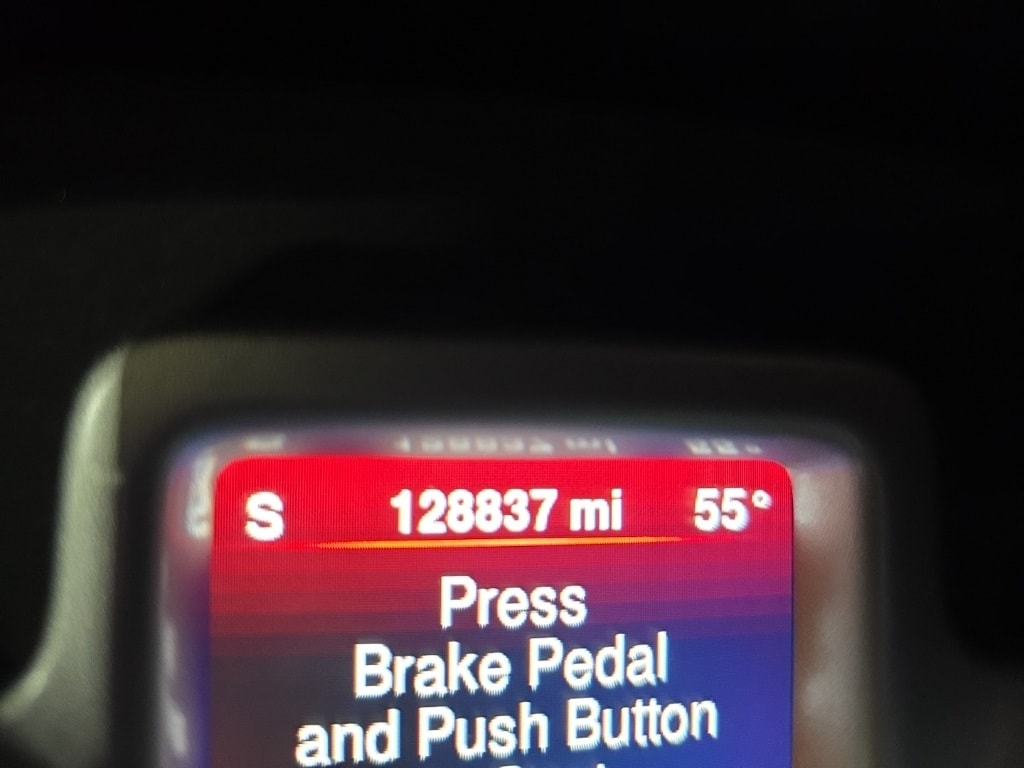 S 128837 mi 55°
Press
Brake Pedal
and Push Button